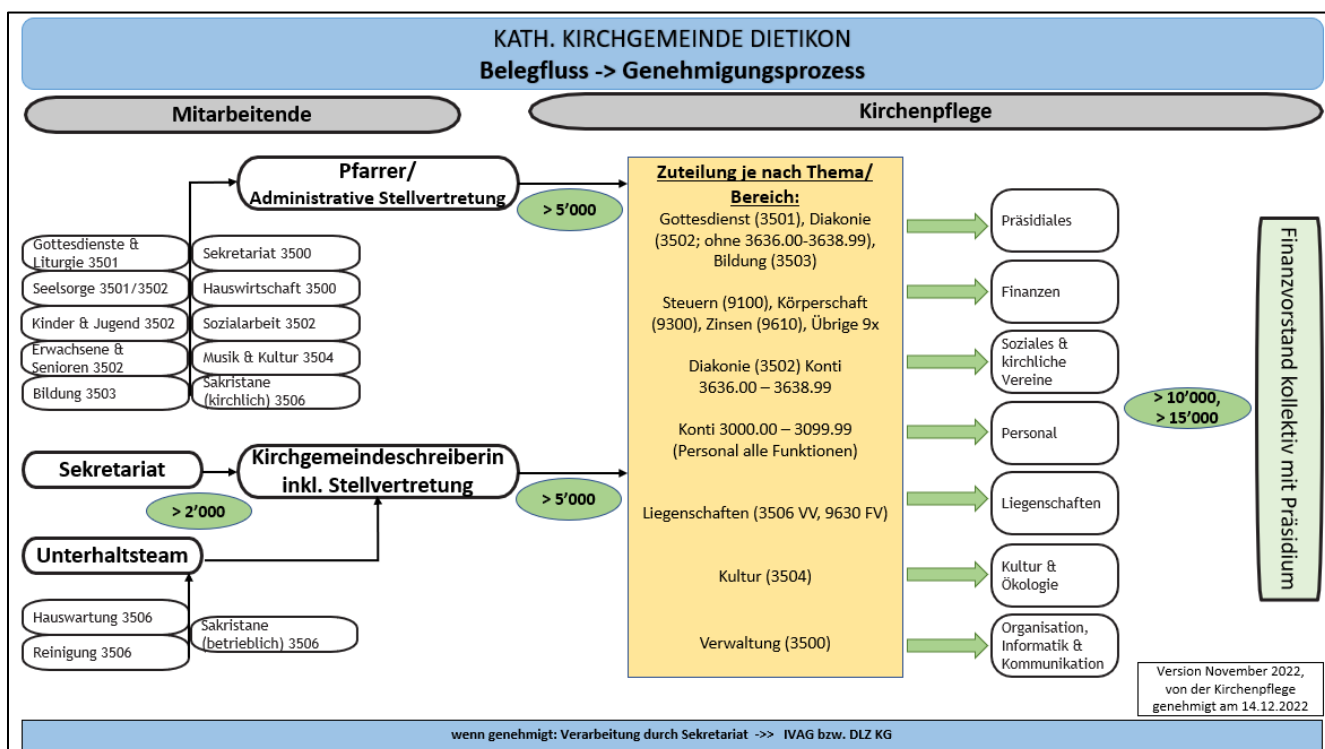 KATH. KIRCHGEMEINDE DIETIKON
Belegfluss -> Genehmigungsprozess
Mitarbeitende
Kirchenpflege
Pfarrer/
Administrative Stellvertretung
> 5’000
Gottesdienste &
Liturgie 3501
Seelsorge 3501/3502
Kinder & Jugend 3502
Erwachsene &
Senioren 3502
Bildung 3503
Sekretariat 3500
Hauswirtschaft 3500
Sozialarbeit 3502
Musik & Kultur 3504
Sakristane
(kirchlich) 3506
Sekretariat
> 2’000
Kirchgemeindeschreiberin
inkl. Stellvertretung
> 5’000
Unterhaltsteam
Hauswartung 3506
Reinigung 3506
Sakristane
(betrieblich) 3506
Zuteilung je nach Thema/
Bereich:
Gottesdienst (3501), Diakonie
(3502; ohne 3636.00-3638.99),
Bildung (3503)
Steuern (9100), Körperschaft
(9300), Zinsen (9610), Übrige 9x
Diakonie (3502) Konti
3636.00 – 3638.99
Konti 3000.00 – 3099.99
(Personal alle Funktionen)
Liegenschaften (3506 VV, 9630 FV)
Kultur (3504)
Verwaltung (3500)
Präsidiales
Finanzen
Soziales &
kirchliche
Vereine
Personal
Liegenschaften
Kultur &
Ökologie
Organisation,
Informatik &
Kommunikation
> 10’000,
> 15’000
Finanzvorstand kollektiv mit Präsidium
Version November 2022,
von der Kirchenpflege
genehmigt am 14.12.2022
wenn genehmigt: Verarbeitung durch Sekretariat ->> IVAG bzw. DLZ KG